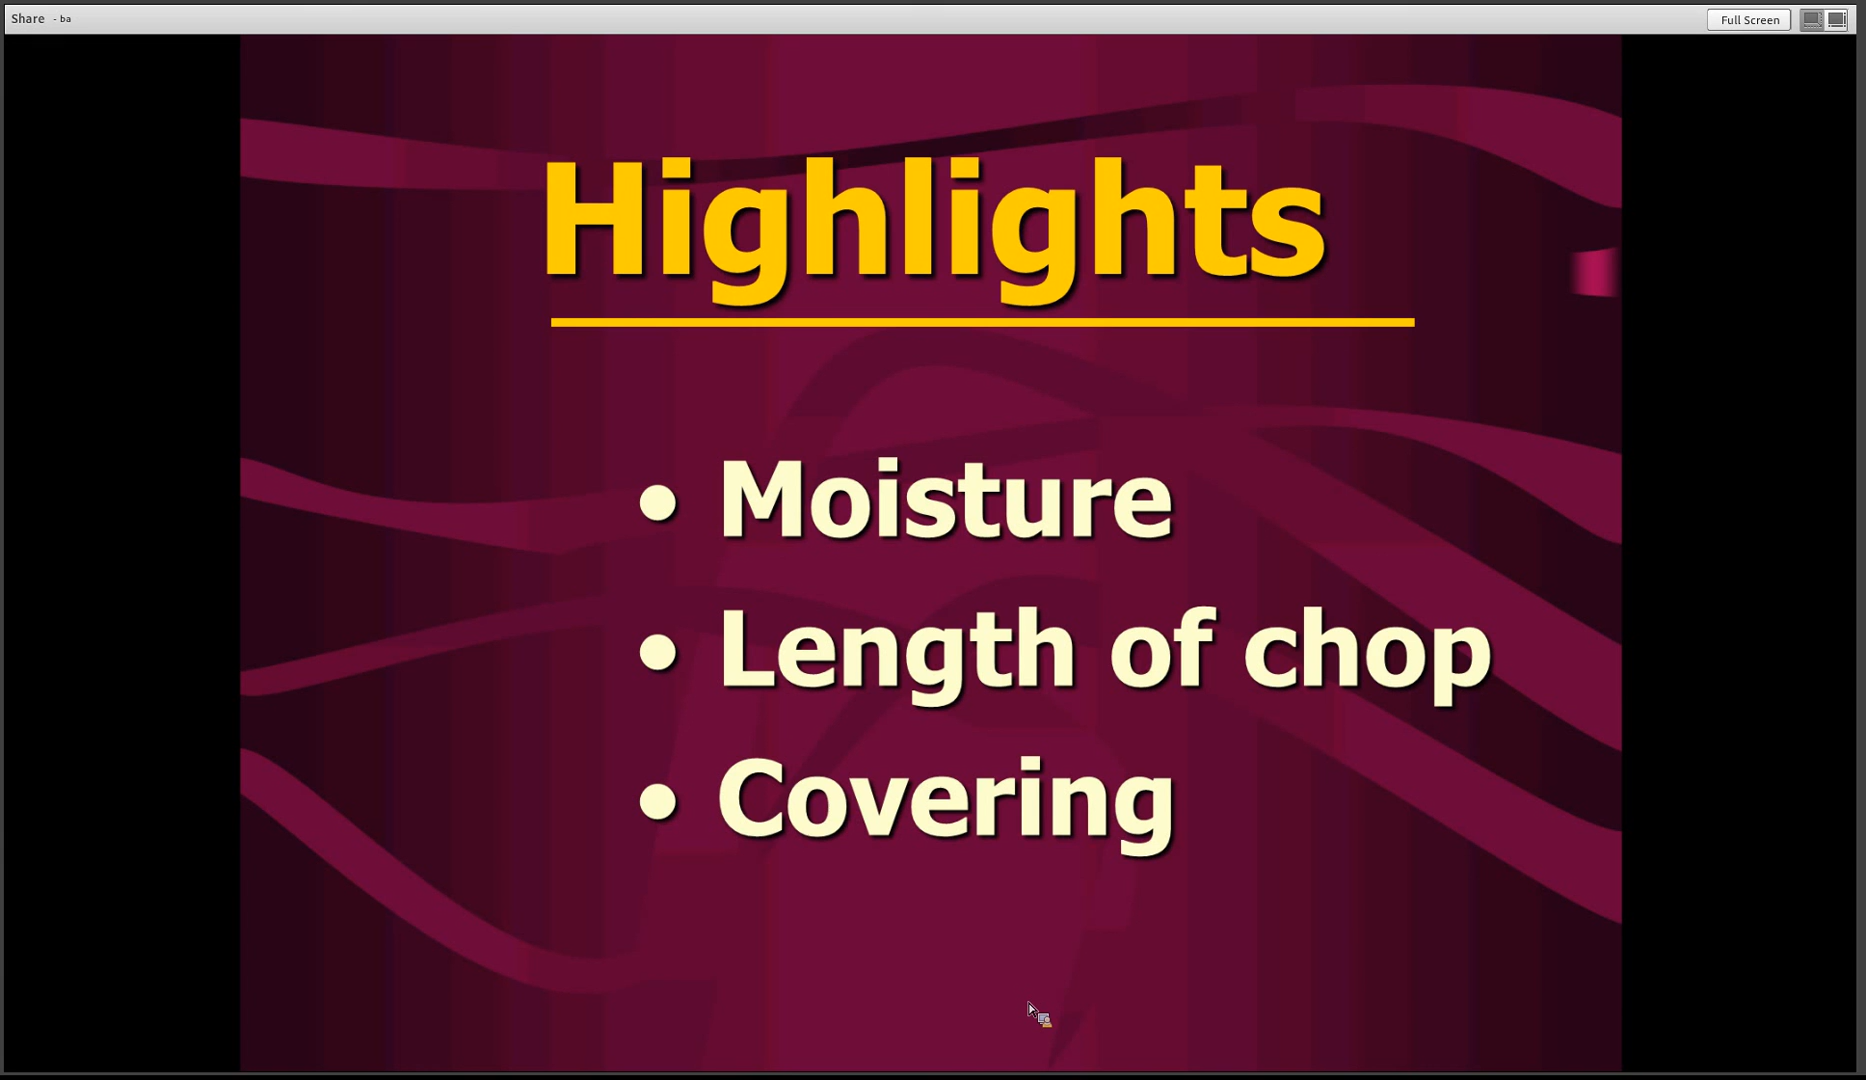 Share - ba
Full Screen
Highlights
• Moisture
• Length of chop
• Covering